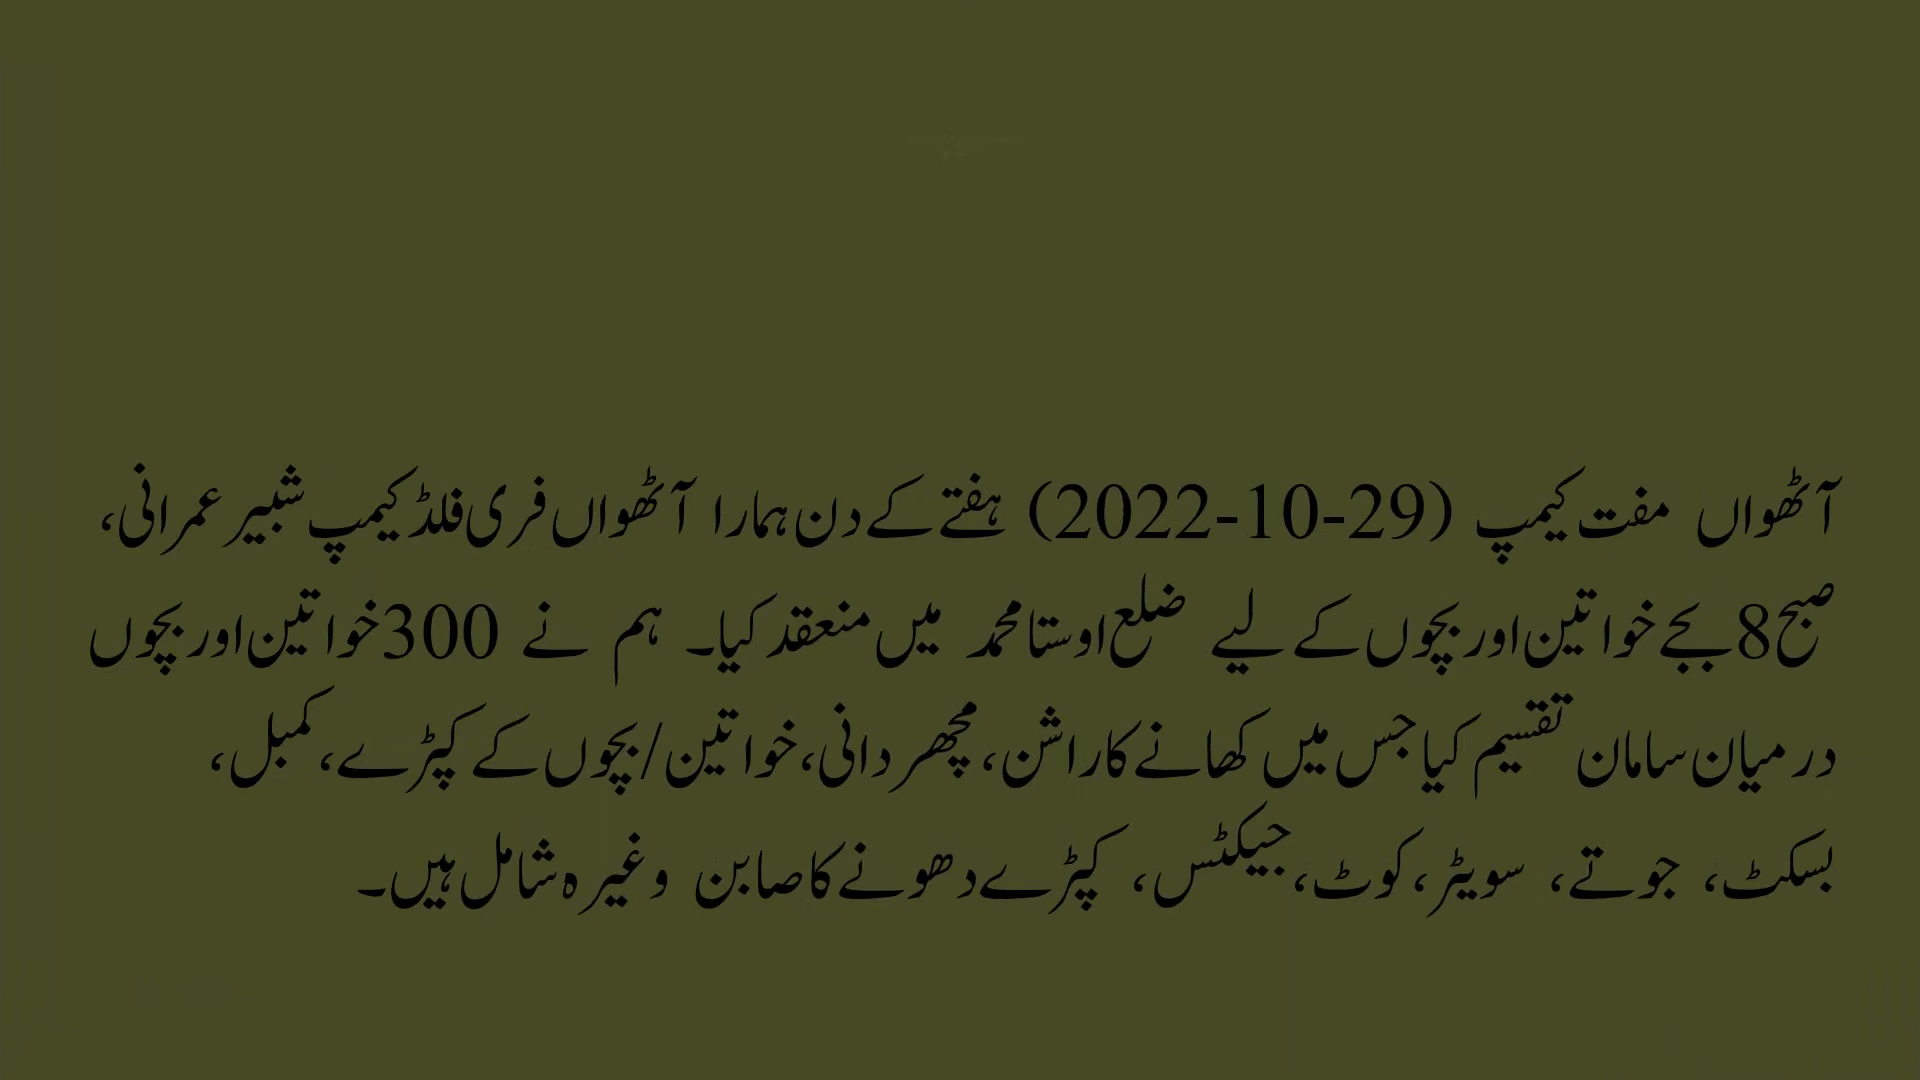 آٹھواں مفت کیمپ (29-10-2022) ہفتے کے دن ہمارا آٹھواں فری فلڈ کیمپ شبیر عمرانی،
صبح 8 بجے خواتین اور بچوں کے لیے ضلع اوستا محمد میں منعقد کیا۔ ہم نے 300 خواتین اور بچوں
درمیان سامان تقسیم کیا جس میں کھانے کا راشن، مچھر دانی، خواتین/بچوں کے کپڑے، کمبل،
بسکٹ، جوتے، سویٹر، کوٹ، جیکٹس، کپڑے دھونے کا صابن وغیرہ شامل ہیں۔